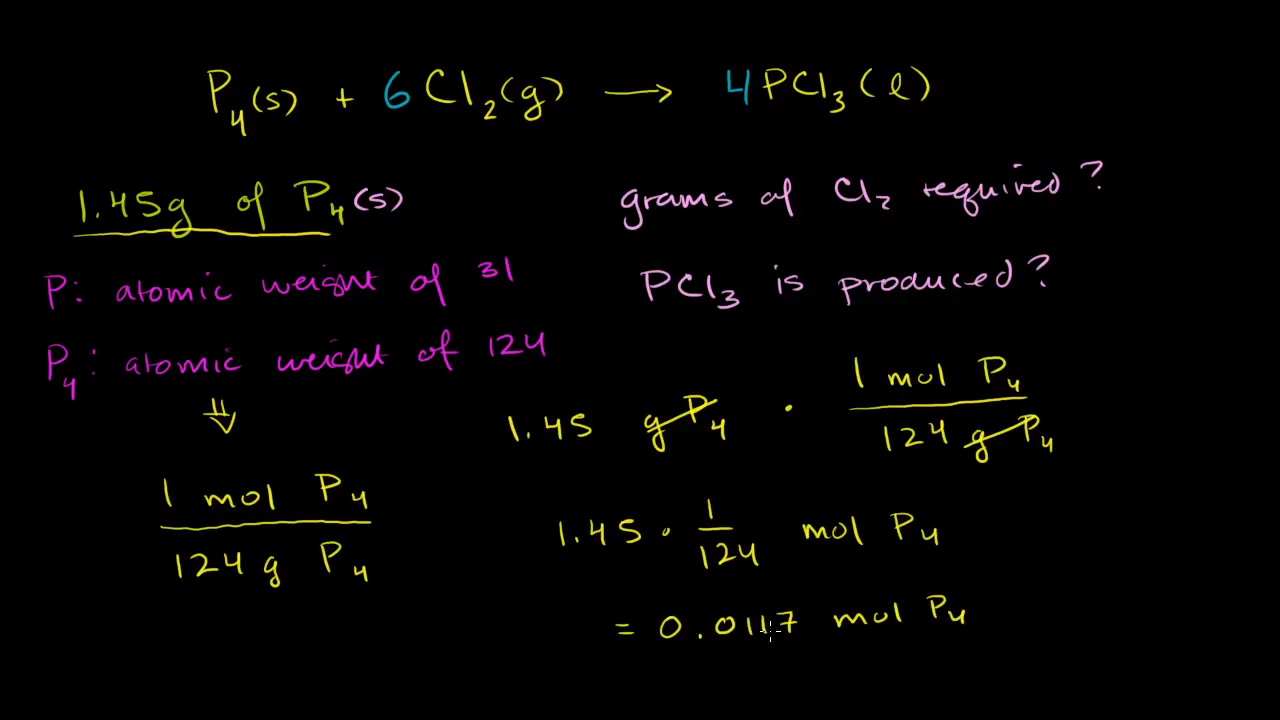 P₄(s) + 6Cl₂(g) → 4PCl₃(l)
1.45g of P₄(s)
P: atomic weight of 31
P₄: atomic weight of 124
⇓
1 mol P₄
124 g P₄
grams of Cl₂ required?
PCl₃ is produced?
1.45 g P₄ · 1 mol P₄
124 g P₄
1.45 · 1/124 mol P₄
= 0.0117 mol P₄